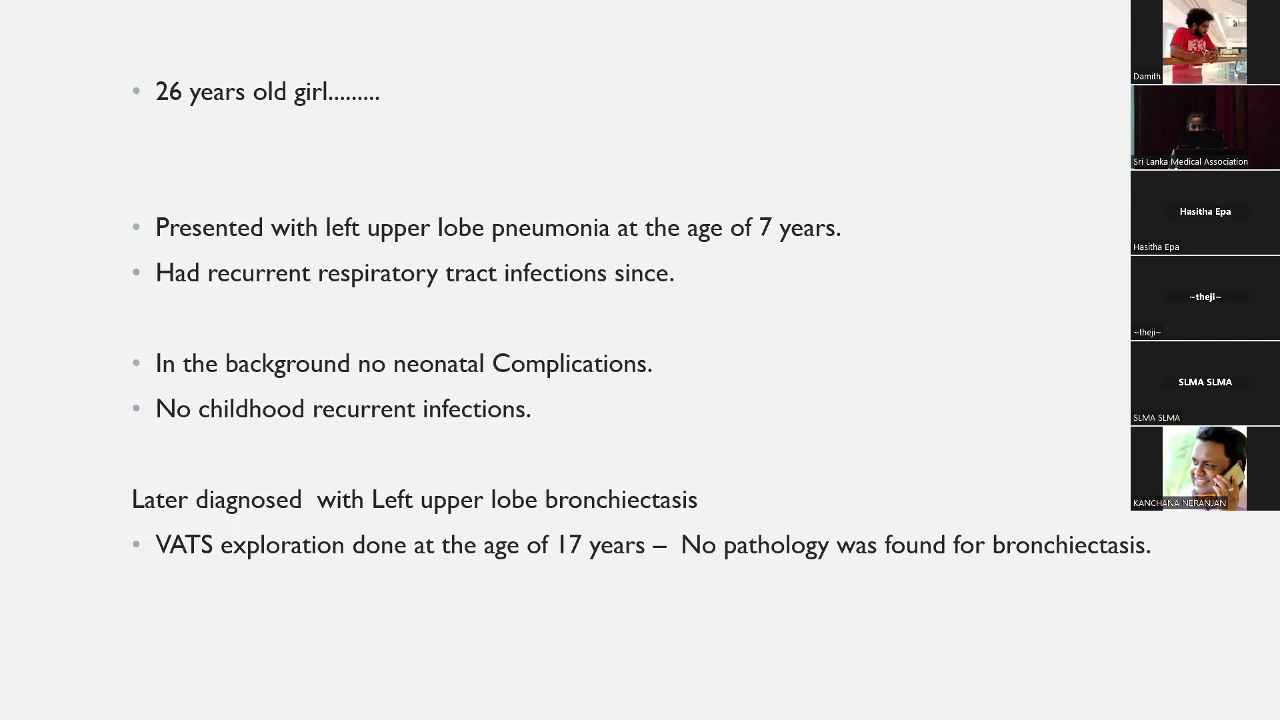 26 years old girl.........
Presented with left upper lobe pneumonia at the age of 7 years.
Had recurrent respiratory tract infections since.
In the background no neonatal Complications.
No childhood recurrent infections.
Later diagnosed  with Left upper lobe bronchiectasis
VATS exploration done at the age of 17 years –  No pathology was found for bronchiectasis.
Damith
Sri Lanka Medical Association
Hasitha Epa
Hasitha Epa
~theji~
~theji~
SLMA SLMA
SLMA SLMA
KANCHANA NERANJAN